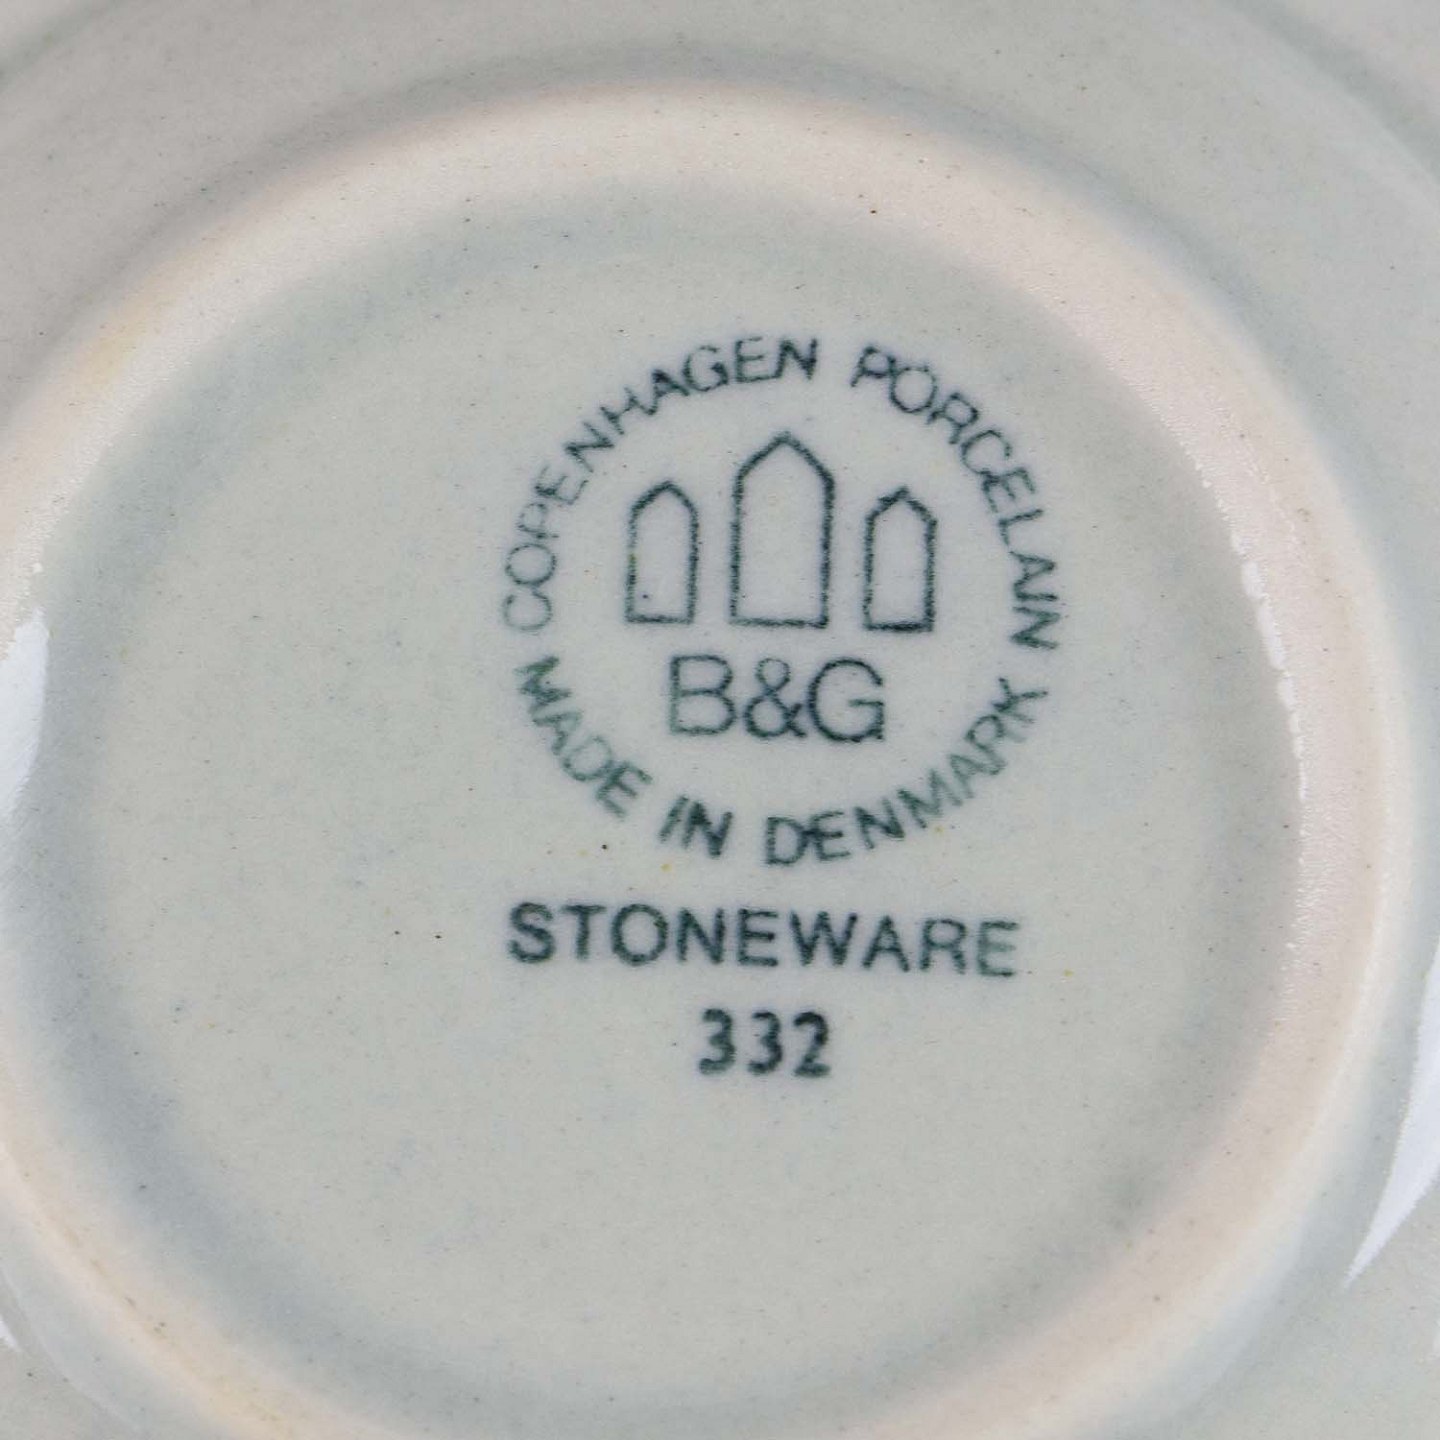 COPENHAGEN PORCELAIN
B&G
MADE IN DENMARK
STONEWARE
332